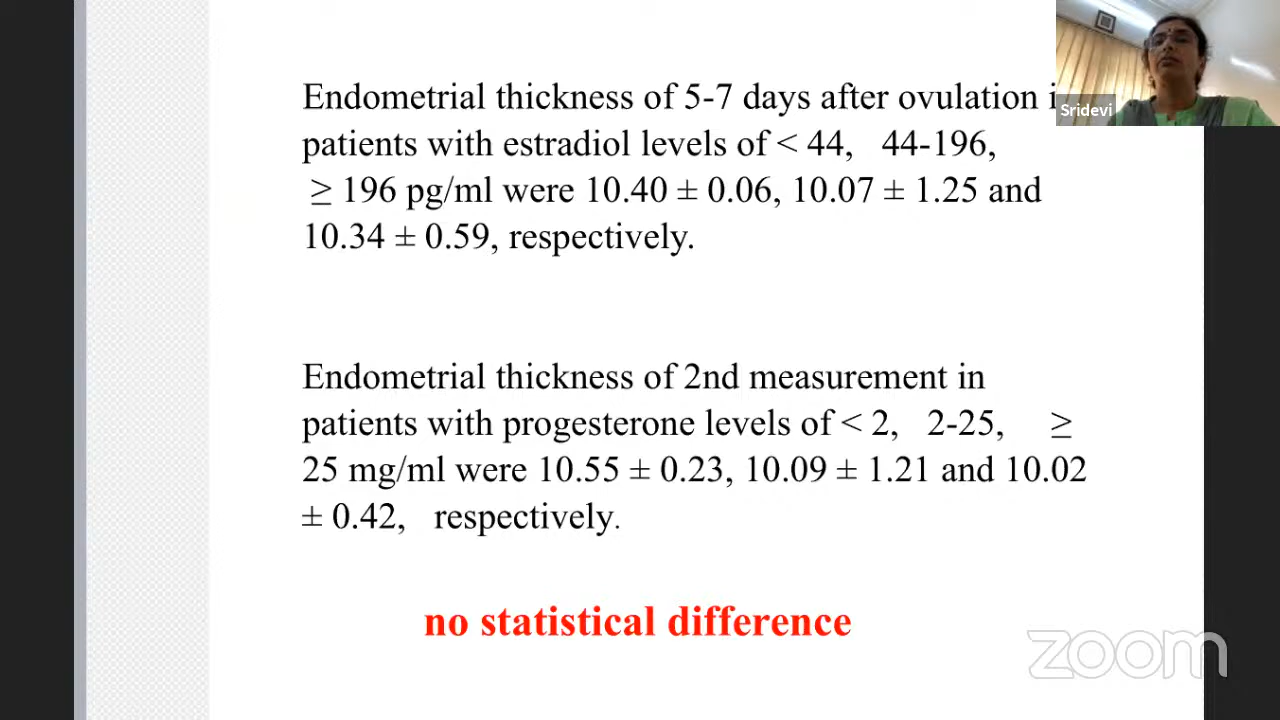 Endometrial thickness of 5-7 days after ovulation
patients with estradiol levels of < 44, 44-196,
≥ 196 pg/ml were 10.40 ± 0.06, 10.07 ± 1.25 and
10.34 ± 0.59, respectively.
Endometrial thickness of 2nd measurement in
patients with progesterone levels of < 2, 2-25, ≥
25 mg/ml were 10.55 ± 0.23, 10.09 ± 1.21 and 10.02
± 0.42, respectively.
no statistical difference
Sridevi
zoom